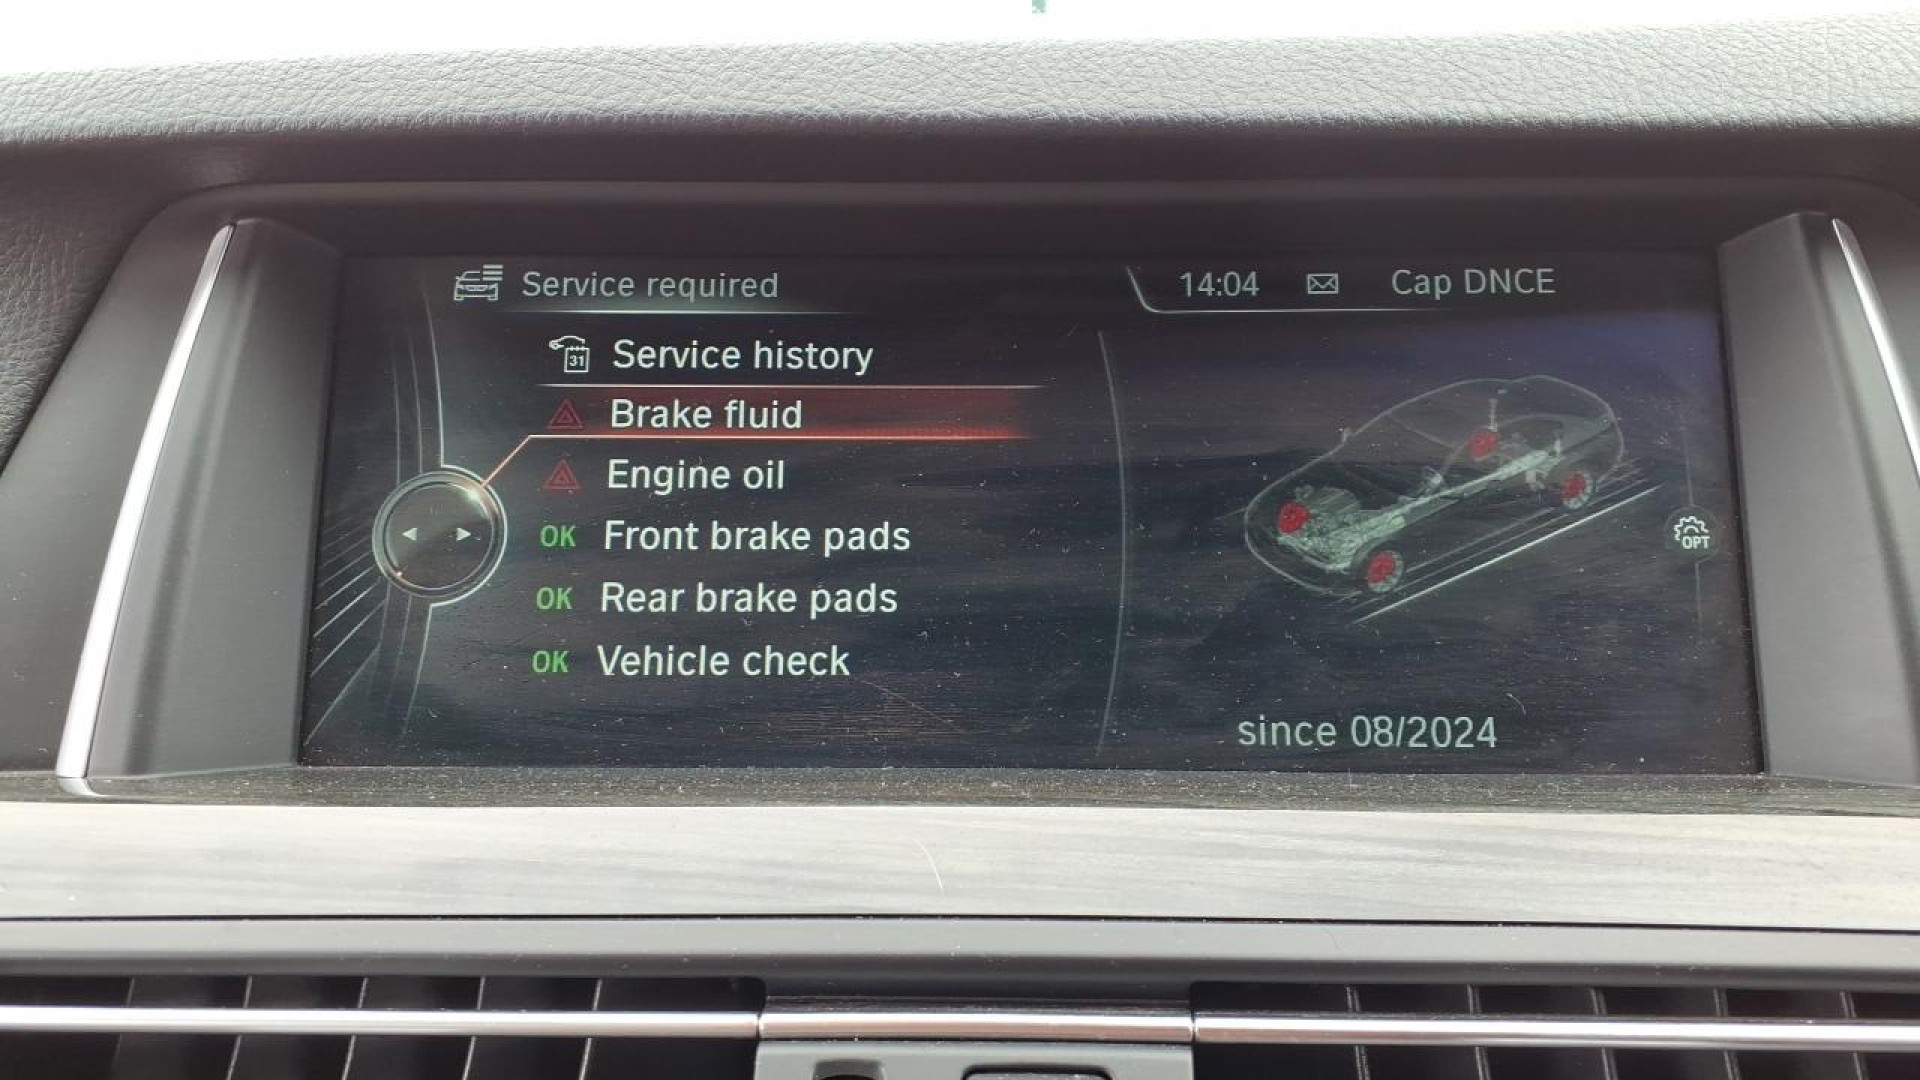 Service required
14:04
Cap DNCE
31
Service history
Brake fluid
Engine oil
OK Front brake pads
OK Rear brake pads
OK Vehicle check
OPT
since 08/2024